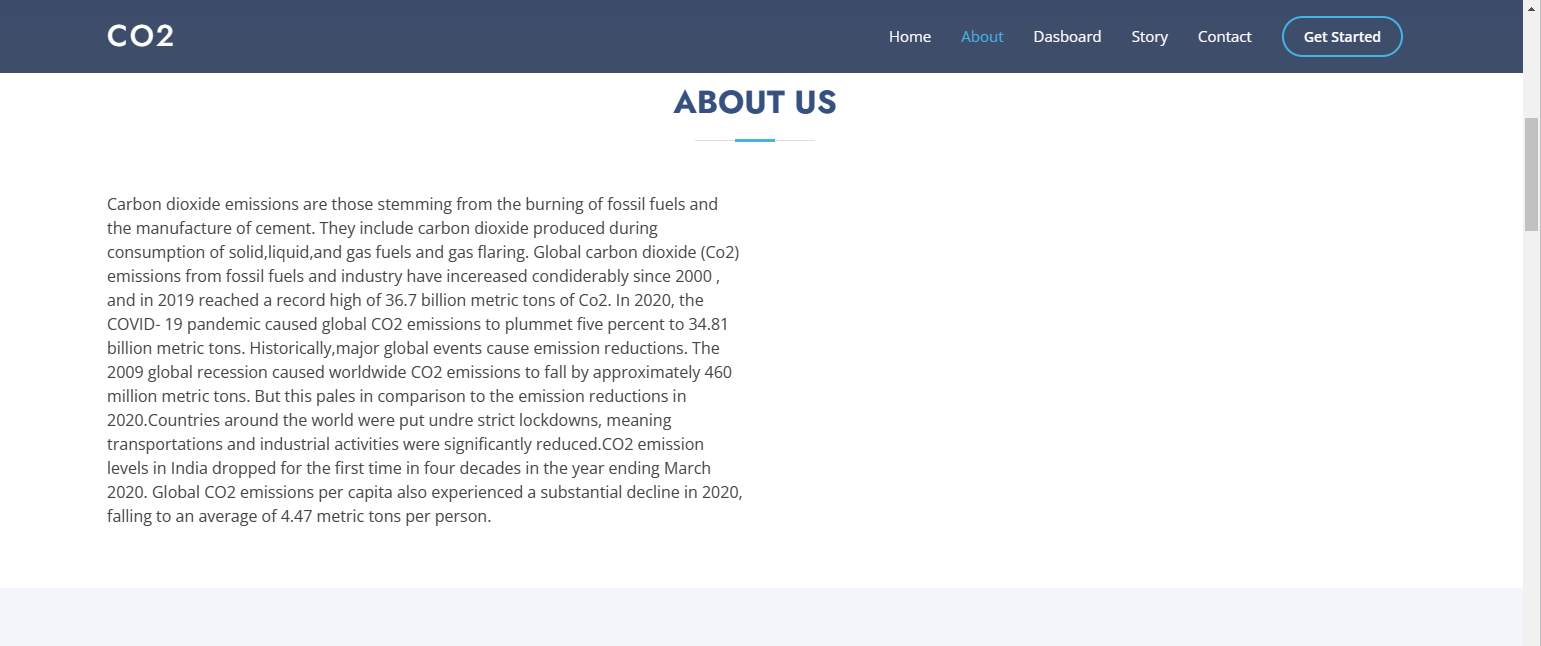 CO2
Home About Dasboard Story Contact Get Started
ABOUT US
Carbon dioxide emissions are those stemming from the burning of fossil fuels and
the manufacture of cement. They include carbon dioxide produced during
consumption of solid,liquid,and gas fuels and gas flaring. Global carbon dioxide (Co2)
emissions from fossil fuels and industry have incereased condiderably since 2000 ,
and in 2019 reached a record high of 36.7 billion metric tons of Co2. In 2020, the
COVID- 19 pandemic caused global CO2 emissions to plummet five percent to 34.81
billion metric tons. Historically,major global events cause emission reductions. The
2009 global recession caused worldwide CO2 emissions to fall by approximately 460
million metric tons. But this pales in comparison to the emission reductions in
2020.Countries around the world were put undre strict lockdowns, meaning
transportations and industrial activities were significantly reduced.CO2 emission
levels in India dropped for the first time in four decades in the year ending March
2020. Global CO2 emissions per capita also experienced a substantial decline in 2020,
falling to an average of 4.47 metric tons per person.